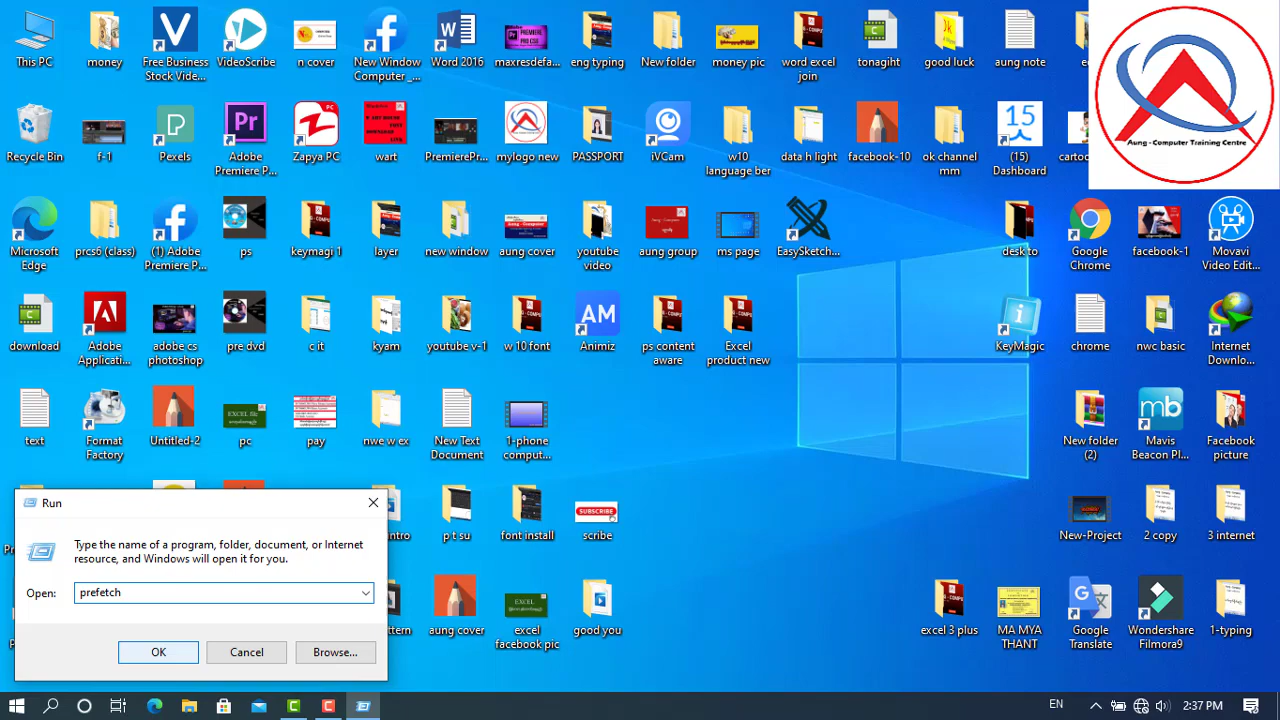 This PC
money
Free Business
Stock Vide...
VideoScribe
n cover
New Window
Computer _...
Word 2016
maxresdefa...
eng typing
New folder
money pic
word excel
join
tonagiht
good luck
aung note
Aung - Computer Training Centre
Recycle Bin
f-1
Pexels
Adobe
Premiere P...
PC
Zapya PC
wart
PremierePr...
mylogo new
PASSPORT
iVCam
w10
language ber
data h light
facebook-10
ok channel
mm
15
(15)
Dashboard
Microsoft
Edge
prcs6 (class)
(1) Adobe
Premiere P...
ps
keymagi 1
layer
new window
aung cover
youtube
video
aung group
ms page
EasySketch...
desk to
Google
Chrome
facebook-1
Movavi
Video Edit...
download
Adobe
Applicati...
adobe cs
photoshop
pre dvd
c it
kyam
youtube v-1
w 10 font
AM
Animiz
ps content
aware
Excel
product new
KeyMagic
chrome
nwc basic
Internet
Downlo...
text
Format
Factory
Untitled-2
EXCEL file
pc
pay
nwe w ex
New Text
Document
1-phone
comput...
New folder
(2)
mb
Mavis
Beacon Pl...
Facebook
picture
intro
p t su
font install
SUBSCRIBE
scribe
New-Project
2 copy
3 internet
Run
Type the name of a program, folder, document, or Internet
resource, and Windows will open it for you.
Open:
prefetch
OK
Cancel
Browse...
aung cover
EXCEL
excel
facebook pic
good you
excel 3 plus
MA MYA
THANT
Google
Translate
Wondershare
Filmora9
1-typing
EN
2:37 PM